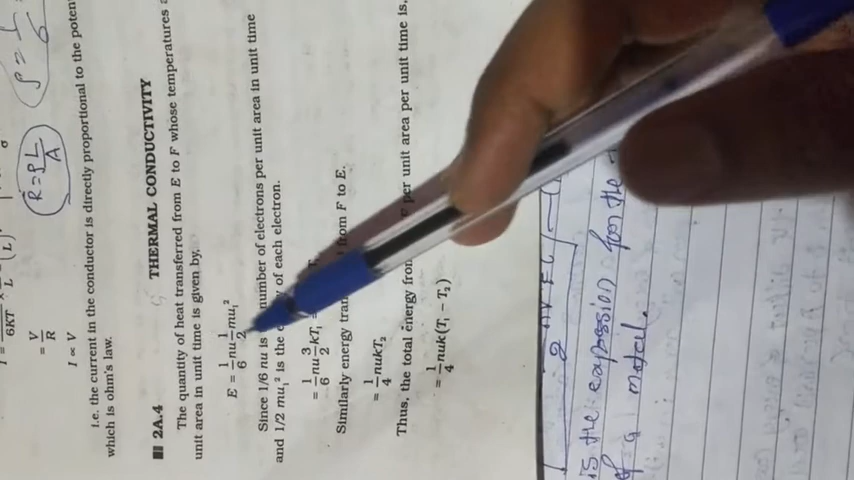 ρ = 1/σ
R = ρL/A
6KT
= V/R
I ∝ V
i.e. the current in the conductor is directly proportional to the poten
which is ohm's law.
2A.4 THERMAL CONDUCTIVITY
The quantity of heat transferred from E to F whose temperatures
unit area in unit time is given by,
E = 1/6 nu 1/2 mu₁²
Since 1/6 nu is number of electrons per unit area in unit time
and 1/2 mu₁² is the of each electron.
= 1/6 nu 3/2 kT₁ =
Similarly energy from F to E.
= 1/4 nukT₂
Thus, the total energy per unit area per unit time is.
= 1/4 nuk(T₁ − T₂)
is the expression for the
of a metal.